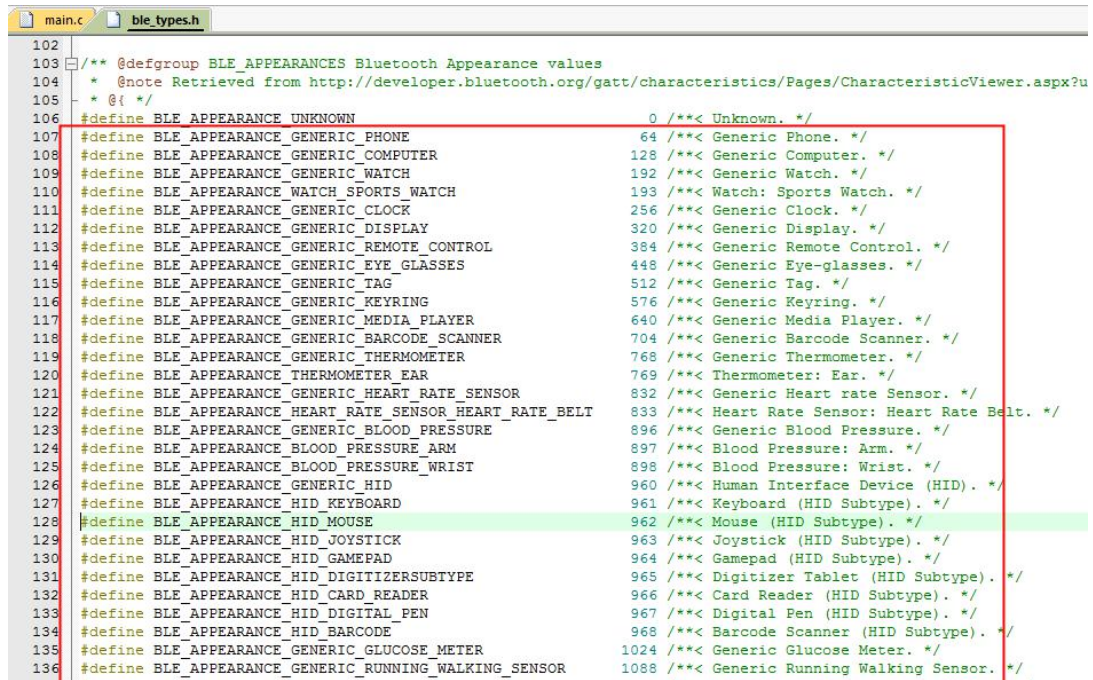 main.c ble_types.h
102
103 /** @defgroup BLE_APPEARANCES Bluetooth Appearance values
104 * @note Retrieved from http://developer.bluetooth.org/gatt/characteristics/Pages/CharacteristicViewer.aspx?u
105 * @{ */
106 #define BLE_APPEARANCE_UNKNOWN 0 /**< Unknown. */
107 #define BLE_APPEARANCE_GENERIC_PHONE 64 /**< Generic Phone. */
108 #define BLE_APPEARANCE_GENERIC_COMPUTER 128 /**< Generic Computer. */
109 #define BLE_APPEARANCE_GENERIC_WATCH 192 /**< Generic Watch. */
110 #define BLE_APPEARANCE_WATCH_SPORTS_WATCH 193 /**< Watch: Sports Watch. */
111 #define BLE_APPEARANCE_GENERIC_CLOCK 256 /**< Generic Clock. */
112 #define BLE_APPEARANCE_GENERIC_DISPLAY 320 /**< Generic Display. */
113 #define BLE_APPEARANCE_GENERIC_REMOTE_CONTROL 384 /**< Generic Remote Control. */
114 #define BLE_APPEARANCE_GENERIC_EYE_GLASSES 448 /**< Generic Eye-glasses. */
115 #define BLE_APPEARANCE_GENERIC_TAG 512 /**< Generic Tag. */
116 #define BLE_APPEARANCE_GENERIC_KEYRING 576 /**< Generic Keyring. */
117 #define BLE_APPEARANCE_GENERIC_MEDIA_PLAYER 640 /**< Generic Media Player. */
118 #define BLE_APPEARANCE_GENERIC_BARCODE_SCANNER 704 /**< Generic Barcode Scanner. */
119 #define BLE_APPEARANCE_GENERIC_THERMOMETER 768 /**< Generic Thermometer. */
120 #define BLE_APPEARANCE_THERMOMETER_EAR 769 /**< Thermometer: Ear. */
121 #define BLE_APPEARANCE_GENERIC_HEART_RATE_SENSOR 832 /**< Generic Heart rate Sensor. */
122 #define BLE_APPEARANCE_HEART_RATE_SENSOR_HEART_RATE_BELT 833 /**< Heart Rate Sensor: Heart Rate Belt. */
123 #define BLE_APPEARANCE_GENERIC_BLOOD_PRESSURE 896 /**< Generic Blood Pressure. */
124 #define BLE_APPEARANCE_BLOOD_PRESSURE_ARM 897 /**< Blood Pressure: Arm. */
125 #define BLE_APPEARANCE_BLOOD_PRESSURE_WRIST 898 /**< Blood Pressure: Wrist. */
126 #define BLE_APPEARANCE_GENERIC_HID 960 /**< Human Interface Device (HID). */
127 #define BLE_APPEARANCE_HID_KEYBOARD 961 /**< Keyboard (HID Subtype). */
128 #define BLE_APPEARANCE_HID_MOUSE 962 /**< Mouse (HID Subtype). */
129 #define BLE_APPEARANCE_HID_JOYSTICK 963 /**< Joystick (HID Subtype). */
130 #define BLE_APPEARANCE_HID_GAMEPAD 964 /**< Gamepad (HID Subtype). */
131 #define BLE_APPEARANCE_HID_DIGITIZERSUBTYPE 965 /**< Digitizer Tablet (HID Subtype). */
132 #define BLE_APPEARANCE_HID_CARD_READER 966 /**< Card Reader (HID Subtype). */
133 #define BLE_APPEARANCE_HID_DIGITAL_PEN 967 /**< Digital Pen (HID Subtype). */
134 #define BLE_APPEARANCE_HID_BARCODE 968 /**< Barcode Scanner (HID Subtype). */
135 #define BLE_APPEARANCE_GENERIC_GLUCOSE_METER 1024 /**< Generic Glucose Meter. */
136 #define BLE_APPEARANCE_GENERIC_RUNNING_WALKING_SENSOR 1088 /**< Generic Running Walking Sensor. */